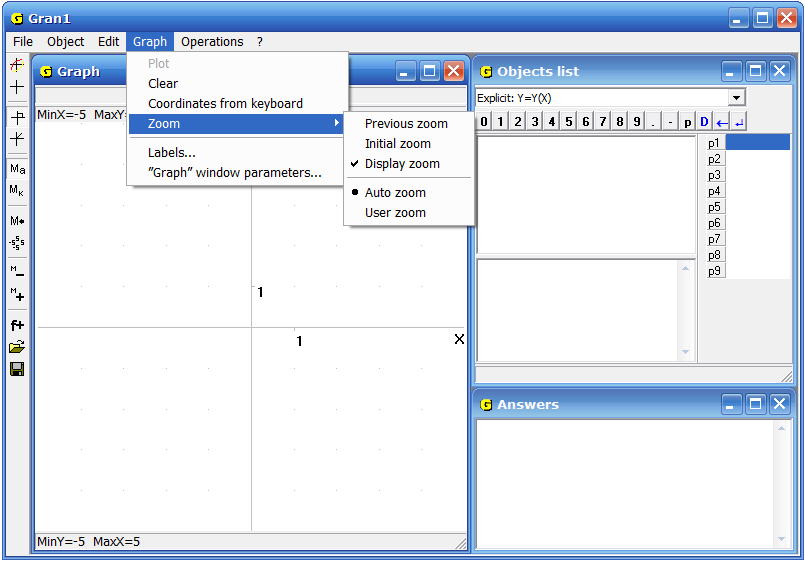 Gran1
File Object Edit Graph Operations ?
Graph
MinX=-5 MaxY=
Plot
Clear
Coordinates from keyboard
Zoom
Labels...
"Graph" window parameters...
Previous zoom
Initial zoom
Display zoom
Auto zoom
User zoom
1
1
X
MinY=-5 MaxX=5
Ma
Mк
M
S
S S
S
M
M
f+
Objects list
Explicit: Y=Y(X)
0 1 2 3 4 5 6 7 8 9 . - p D ← ↵
p1
p2
p3
p4
p5
p6
p7
p8
p9
Answers